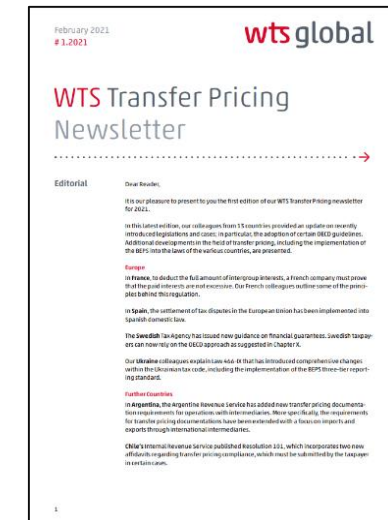 February 2021
# 1.2021
wts global
WTS Transfer Pricing
Newsletter
Editorial
Dear Reader,
it is our pleasure to present to you the first edition of our WTS Transfer Pricing newsletter
for 2021.
In this latest edition, our colleagues from 13 countries provided an update on recently
introduced legislations and cases; in particular, the adoption of certain OECD guidelines.
Additional developments in the field of transfer pricing, including the implementation of
the BEPS into the laws of the various countries, are presented.
Europe
In France, to deduct the full amount of intergroup interests, a French company must prove
that the paid interests are not excessive. Our French colleagues outline some of the princi-
ples behind this regulation.
In Spain, the settlement of tax disputes in the European Union has been implemented into
Spanish domestic law.
The Swedish Tax Agency has issued new guidance on financial guarantees. Swedish taxpay-
ers can now rely on the OECD approach as suggested in Chapter X.
Our Ukraine colleagues explain Law 466-IX that has introduced comprehensive changes
within the Ukrainian tax code, including the implementation of the BEPS three-tier report-
ing standard.
Further Countries
In Argentina, the Argentine Revenue Service has added new transfer pricing documenta-
tion requirements for operations with intermediaries. More specifically, the requirements
for transfer pricing documentations have been extended with a focus on imports and
exports through international intermediaries.
Chile's Internal Revenue Service published Resolution 101, which incorporates two new
affidavits regarding transfer pricing compliance, which must be submitted by the taxpayer
in certain cases.
1